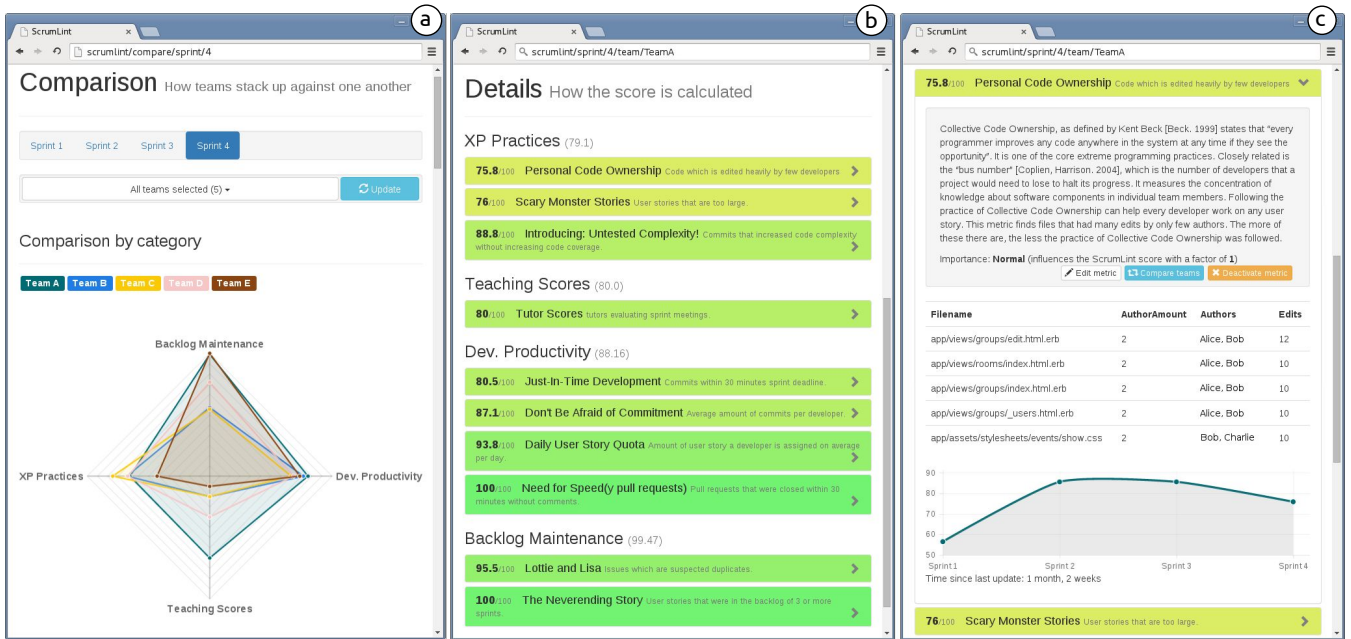 ScrumLint ×
a
scrumlint/compare/sprint/4
Comparison How teams stack up against one another
Sprint 1 Sprint 2 Sprint 3 Sprint 4
All teams selected (5)
Update
Comparison by category
Team A Team B Team C Team D Team E
Backlog Maintenance
XP Practices
Dev. Productivity
Teaching Scores
ScrumLint ×
b
scrumlint/sprint/4/team/TeamA
Details How the score is calculated
XP Practices (79.1)
75.8/100 Personal Code Ownership Code which is edited heavily by few developers
76/100 Scary Monster Stories User stories that are too large.
88.8/100 Introducing: Untested Complexity! Commits that increased code complexity
without increasing code coverage.
Teaching Scores (80.0)
80/100 Tutor Scores tutors evaluating sprint meetings.
Dev. Productivity (88.16)
80.5/100 Just-In-Time Development Commits within 30 minutes sprint deadline.
87.1/100 Don't Be Afraid of Commitment Average amount of commits per developer.
93.8/100 Daily User Story Quota Amount of user story a developer is assigned on average
per day.
100/100 Need for Speed(y pull requests) Pull requests that were closed within 30
minutes without comments.
Backlog Maintenance (99.47)
95.5/100 Lottie and Lisa Issues which are suspected duplicates.
100/100 The Neverending Story User stories that were in the backlog of 3 or more
sprints.
ScrumLint ×
c
scrumlint/sprint/4/team/TeamA
75.8/100 Personal Code Ownership Code which is edited heavily by few developers
Collective Code Ownership, as defined by Kent Beck [Beck. 1999] states that "every
programmer improves any code anywhere in the system at any time if they see the
opportunity". It is one of the core extreme programming practices. Closely related is
the "bus number" [Coplien, Harrison. 2004], which is the number of developers that a
project would need to lose to halt its progress. It measures the concentration of
knowledge about software components in individual team members. Following the
practice of Collective Code Ownership can help every developer work on any user
story. This metric finds files that had many edits by only few authors. The more of
these there are, the less the practice of Collective Code Ownership was followed.
Importance: Normal (influences the ScrumLint score with a factor of 1)
Edit metric Compare teams Deactivate metric
Filename AuthorAmount Authors Edits
app/views/groups/edit.html.erb 2 Alice, Bob 12
app/views/rooms/index.html.erb 2 Alice, Bob 10
app/views/groups/index.html.erb 2 Alice, Bob 10
app/views/groups/_users.html.erb 2 Alice, Bob 10
app/assets/stylesheets/events/show.css 2 Bob, Charlie 10
90
80
70
60
50
Sprint 1 Sprint 2 Sprint 3 Sprint 4
Time since last update: 1 month, 2 weeks
76/100 Scary Monster Stories User stories that are too large.